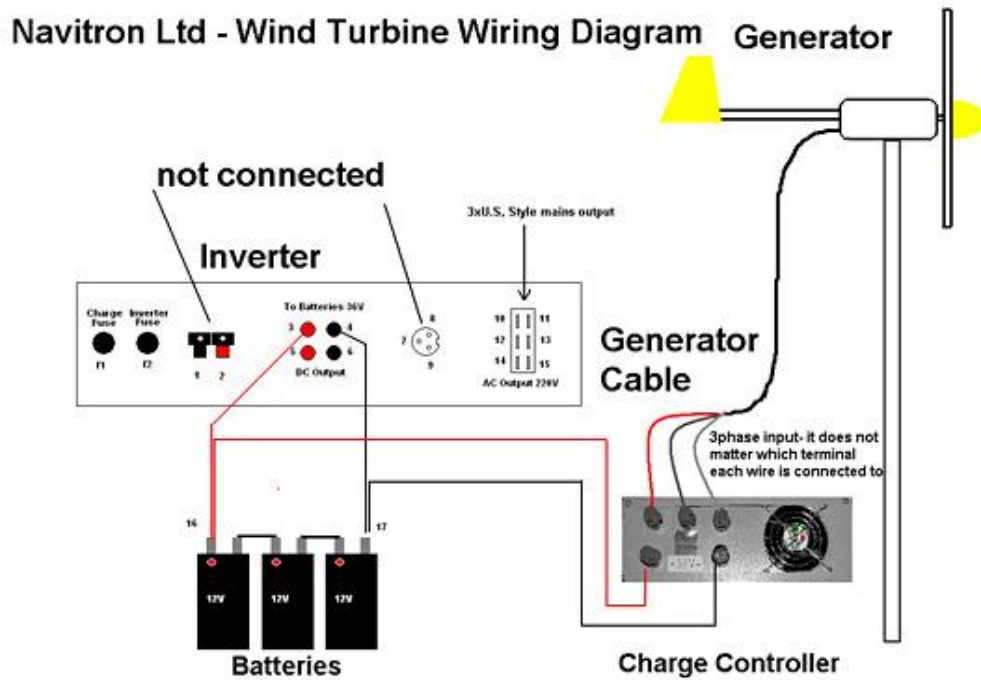 Navitron Ltd - Wind Turbine Wiring Diagram
Generator
not connected
3xU.S. Style mains output
Inverter
Charge Fuse
Inverter Fuse
To Batteries 36V
8
3
4
10
11
7
12
13
5
6
14
15
f1
f2
1
2
DC Output
9
AC Output 220V
Generator
Cable
3phase input- it does not
matter which terminal
each wire is connected to
16
17
12V
12V
12V
Batteries
Charge Controller